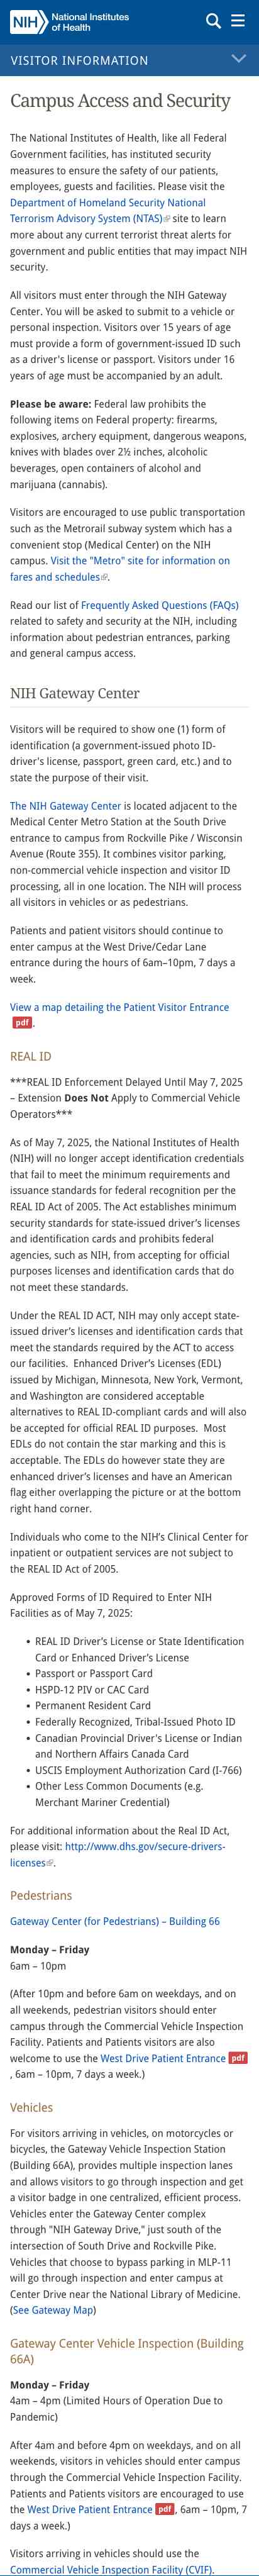 NIH National Institutes
of Health
VISITOR INFORMATION
Campus Access and Security
The National Institutes of Health, like all Federal
Government facilities, has instituted security
measures to ensure the safety of our patients,
employees, guests and facilities. Please visit the
Department of Homeland Security National
Terrorism Advisory System (NTAS) site to learn
more about any current terrorist threat alerts for
government and public entities that may impact NIH
security.
All visitors must enter through the NIH Gateway
Center. You will be asked to submit to a vehicle or
personal inspection. Visitors over 15 years of age
must provide a form of government-issued ID such
as a driver's license or passport. Visitors under 16
years of age must be accompanied by an adult.
Please be aware: Federal law prohibits the
following items on Federal property: firearms,
explosives, archery equipment, dangerous weapons,
knives with blades over 2½ inches, alcoholic
beverages, open containers of alcohol and
marijuana (cannabis).
Visitors are encouraged to use public transportation
such as the Metrorail subway system which has a
convenient stop (Medical Center) on the NIH
campus. Visit the "Metro" site for information on
fares and schedules.
Read our list of Frequently Asked Questions (FAQs)
related to safety and security at the NIH, including
information about pedestrian entrances, parking
and general campus access.
NIH Gateway Center
Visitors will be required to show one (1) form of
identification (a government-issued photo ID-
driver's license, passport, green card, etc.) and to
state the purpose of their visit.
The NIH Gateway Center is located adjacent to the
Medical Center Metro Station at the South Drive
entrance to campus from Rockville Pike / Wisconsin
Avenue (Route 355). It combines visitor parking,
non-commercial vehicle inspection and visitor ID
processing, all in one location. The NIH will process
all visitors in vehicles or as pedestrians.
Patients and patient visitors should continue to
enter campus at the West Drive/Cedar Lane
entrance during the hours of 6am–10pm, 7 days a
week.
View a map detailing the Patient Visitor Entrance
pdf.
REAL ID
***REAL ID Enforcement Delayed Until May 7, 2025
– Extension Does Not Apply to Commercial Vehicle
Operators***
As of May 7, 2025, the National Institutes of Health
(NIH) will no longer accept identification credentials
that fail to meet the minimum requirements and
issuance standards for federal recognition per the
REAL ID Act of 2005. The Act establishes minimum
security standards for state-issued driver’s licenses
and identification cards and prohibits federal
agencies, such as NIH, from accepting for official
purposes licenses and identification cards that do
not meet these standards.
Under the REAL ID ACT, NIH may only accept state-
issued driver’s licenses and identification cards that
meet the standards required by the ACT to access
our facilities. Enhanced Driver’s Licenses (EDL)
issued by Michigan, Minnesota, New York, Vermont,
and Washington are considered acceptable
alternatives to REAL ID-compliant cards and will also
be accepted for official REAL ID purposes. Most
EDLs do not contain the star marking and this is
acceptable. The EDLs do however state they are
enhanced driver’s licenses and have an American
flag either overlapping the picture or at the bottom
right hand corner.
Individuals who come to the NIH’s Clinical Center for
inpatient or outpatient services are not subject to
the REAL ID Act of 2005.
Approved Forms of ID Required to Enter NIH
Facilities as of May 7, 2025:
• REAL ID Driver’s License or State Identification
Card or Enhanced Driver’s License
• Passport or Passport Card
• HSPD-12 PIV or CAC Card
• Permanent Resident Card
• Federally Recognized, Tribal-Issued Photo ID
• Canadian Provincial Driver's License or Indian
and Northern Affairs Canada Card
• USCIS Employment Authorization Card (I-766)
• Other Less Common Documents (e.g.
Merchant Mariner Credential)
For additional information about the Real ID Act,
please visit: http://www.dhs.gov/secure-drivers-
licenses.
Pedestrians
Gateway Center (for Pedestrians) – Building 66
Monday – Friday
6am – 10pm
(After 10pm and before 6am on weekdays, and on
all weekends, pedestrian visitors should enter
campus through the Commercial Vehicle Inspection
Facility. Patients and Patients visitors are also
welcome to use the West Drive Patient Entrance pdf
, 6am – 10pm, 7 days a week.)
Vehicles
For visitors arriving in vehicles, on motorcycles or
bicycles, the Gateway Vehicle Inspection Station
(Building 66A), provides multiple inspection lanes
and allows visitors to go through inspection and get
a visitor badge in one centralized, efficient process.
Vehicles enter the Gateway Center complex
through "NIH Gateway Drive," just south of the
intersection of South Drive and Rockville Pike.
Vehicles that choose to bypass parking in MLP-11
will go through inspection and enter campus at
Center Drive near the National Library of Medicine.
(See Gateway Map)
Gateway Center Vehicle Inspection (Building
66A)
Monday – Friday
4am – 4pm (Limited Hours of Operation Due to
Pandemic)
After 4am and before 4pm on weekdays, and on all
weekends, visitors in vehicles should enter campus
through the Commercial Vehicle Inspection Facility.
Patients and Patients visitors are encouraged to use
the West Drive Patient Entrance pdf, 6am – 10pm, 7
days a week.)
Visitors arriving in vehicles should use the
Commercial Vehicle Inspection Facility (CVIF).